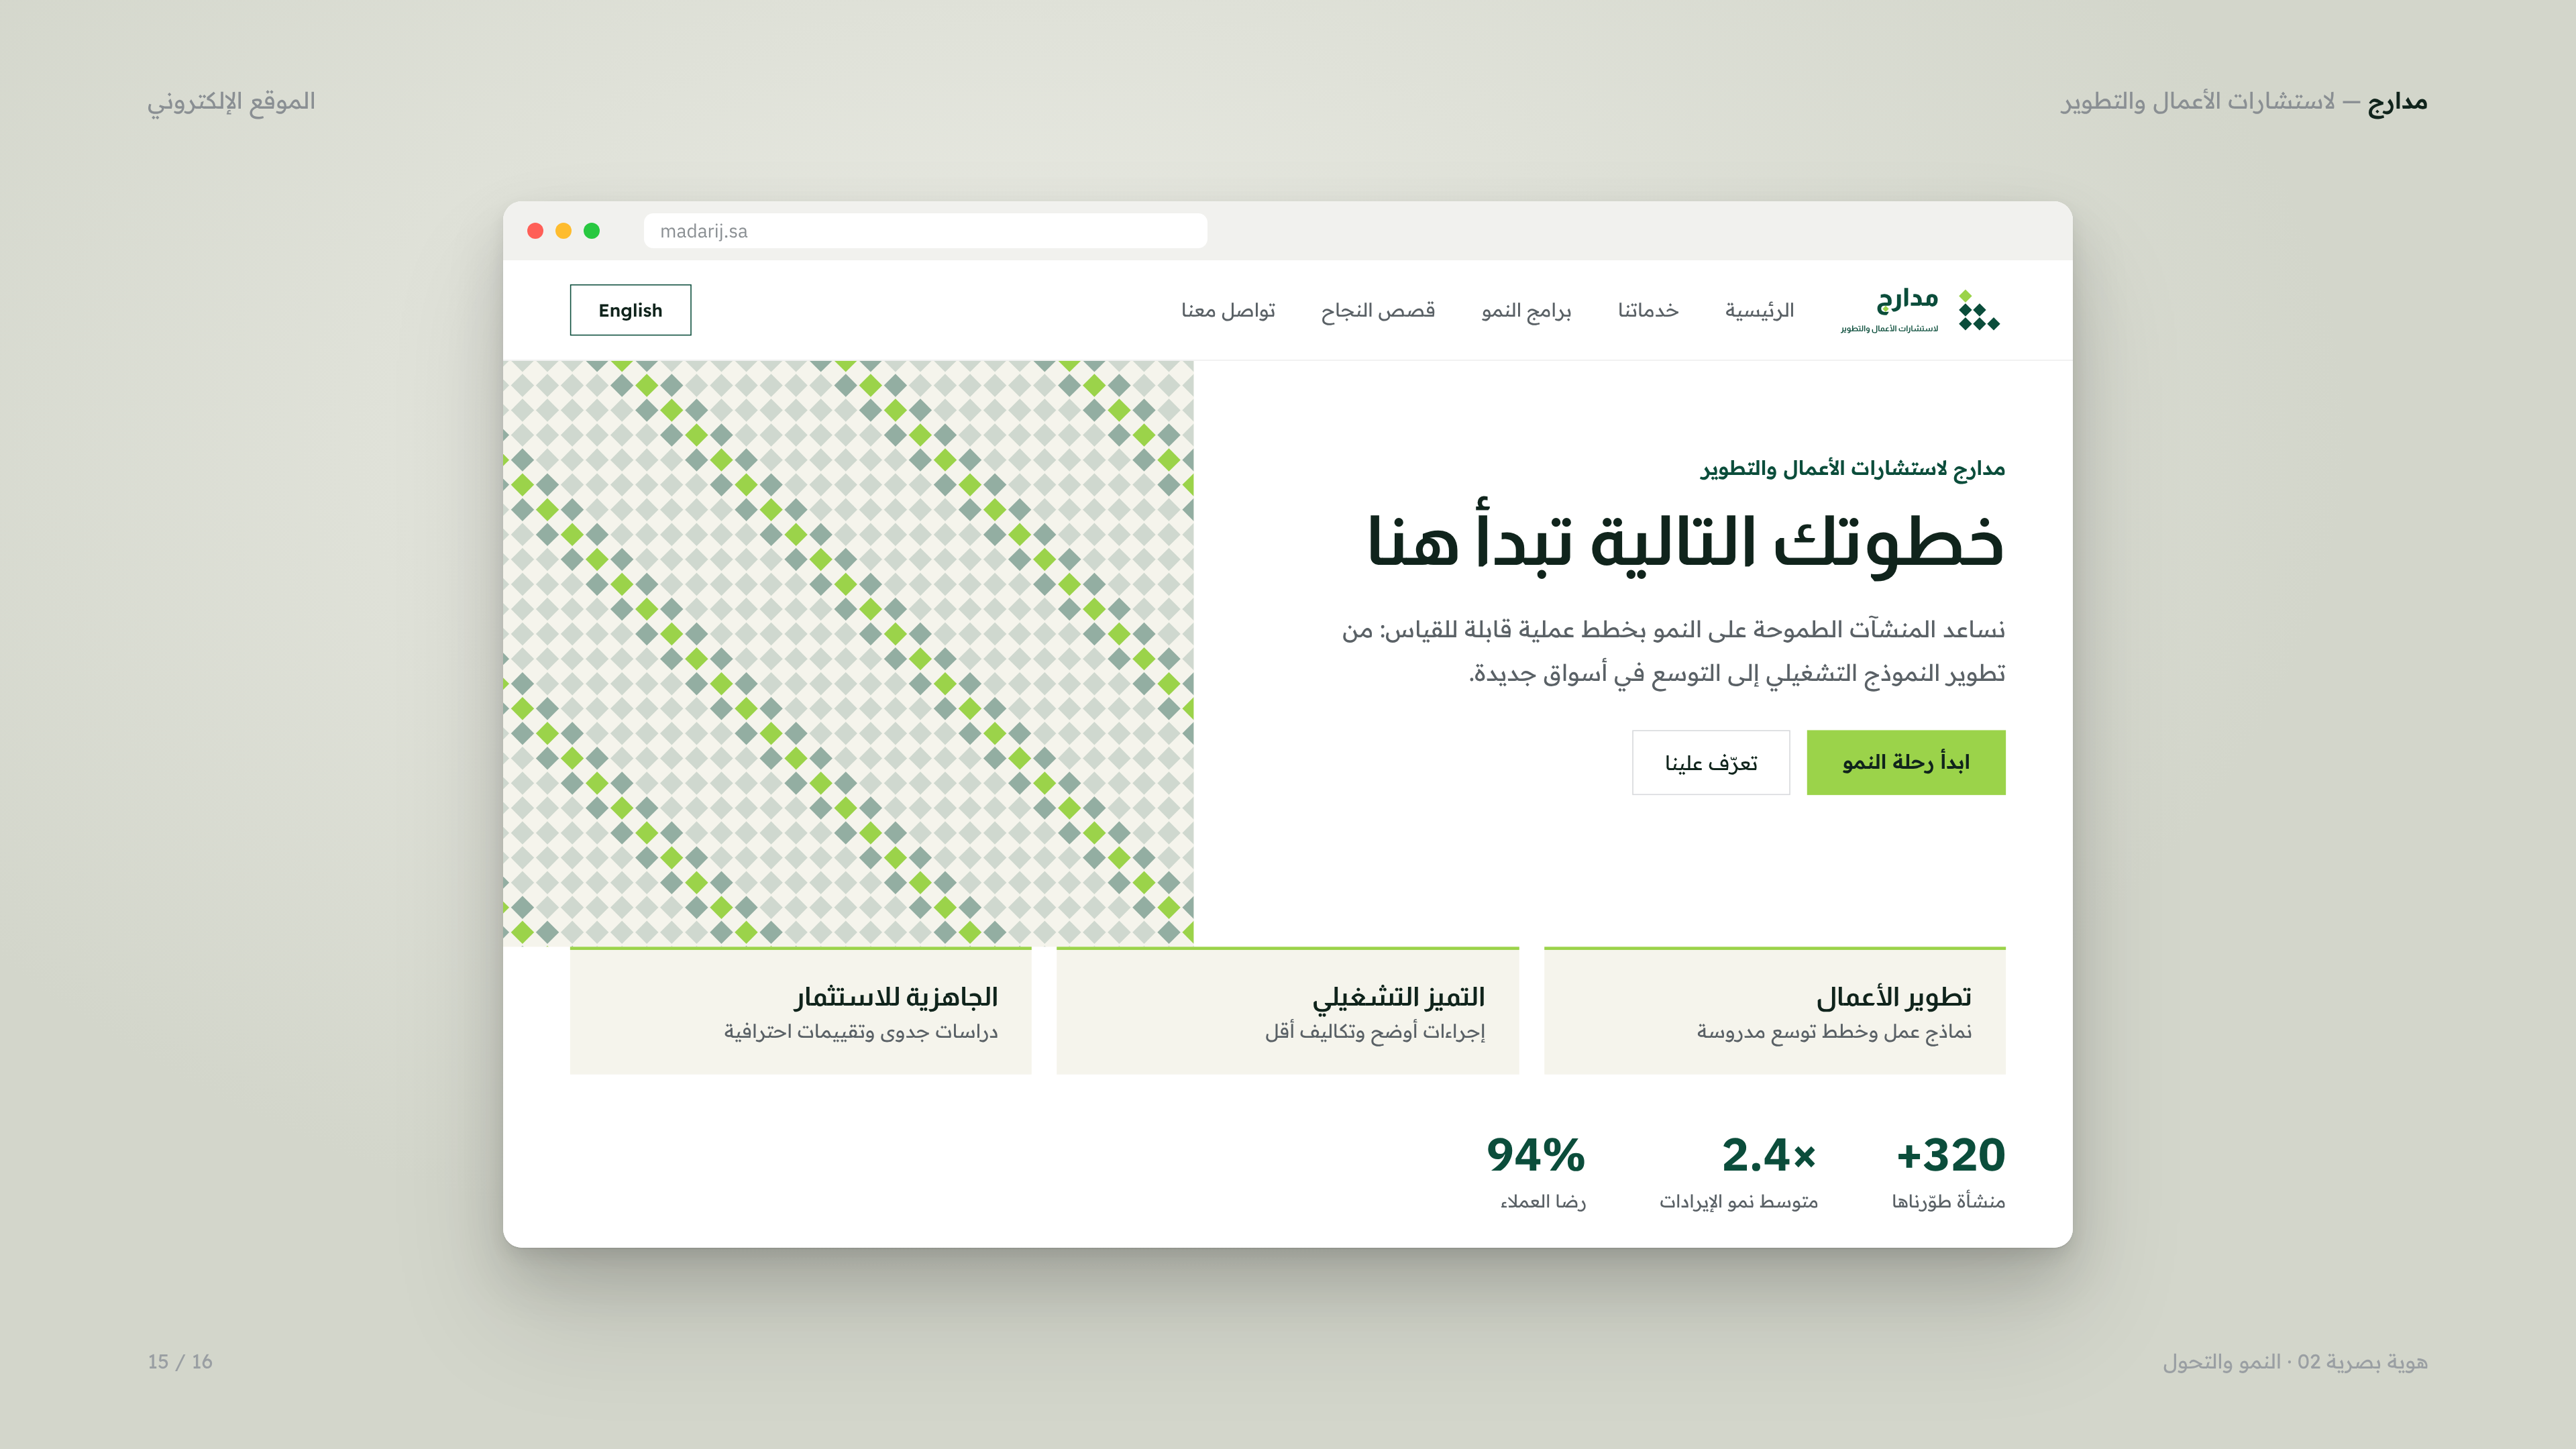 مدارج — لاستشارات الأعمال والتطوير
الموقع الإلكتروني
madarij.sa
مدارج
لاستشارات الأعمال والتطوير
الرئيسية
خدماتنا
برامج النمو
قصص النجاح
تواصل معنا
English
مدارج لاستشارات الأعمال والتطوير
خطوتك التالية تبدأ هنا
نساعد المنشآت الطموحة على النمو بخطط عملية قابلة للقياس: من
تطوير النموذج التشغيلي إلى التوسع في أسواق جديدة.
ابدأ رحلة النمو
تعرّف علينا
تطوير الأعمال
نماذج عمل وخطط توسع مدروسة
التميز التشغيلي
إجراءات أوضح وتكاليف أقل
الجاهزية للاستثمار
دراسات جدوى وتقييمات احترافية
+320
منشأة طوّرناها
2.4×
متوسط نمو الإيرادات
94%
رضا العملاء
هوية بصرية 02 · النمو والتحول
15 / 16